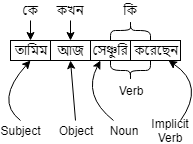 কে কখন কি
তামিম আজ সেঞ্চুরি করেছেন
Verb
Subject Object Noun Implicit Verb